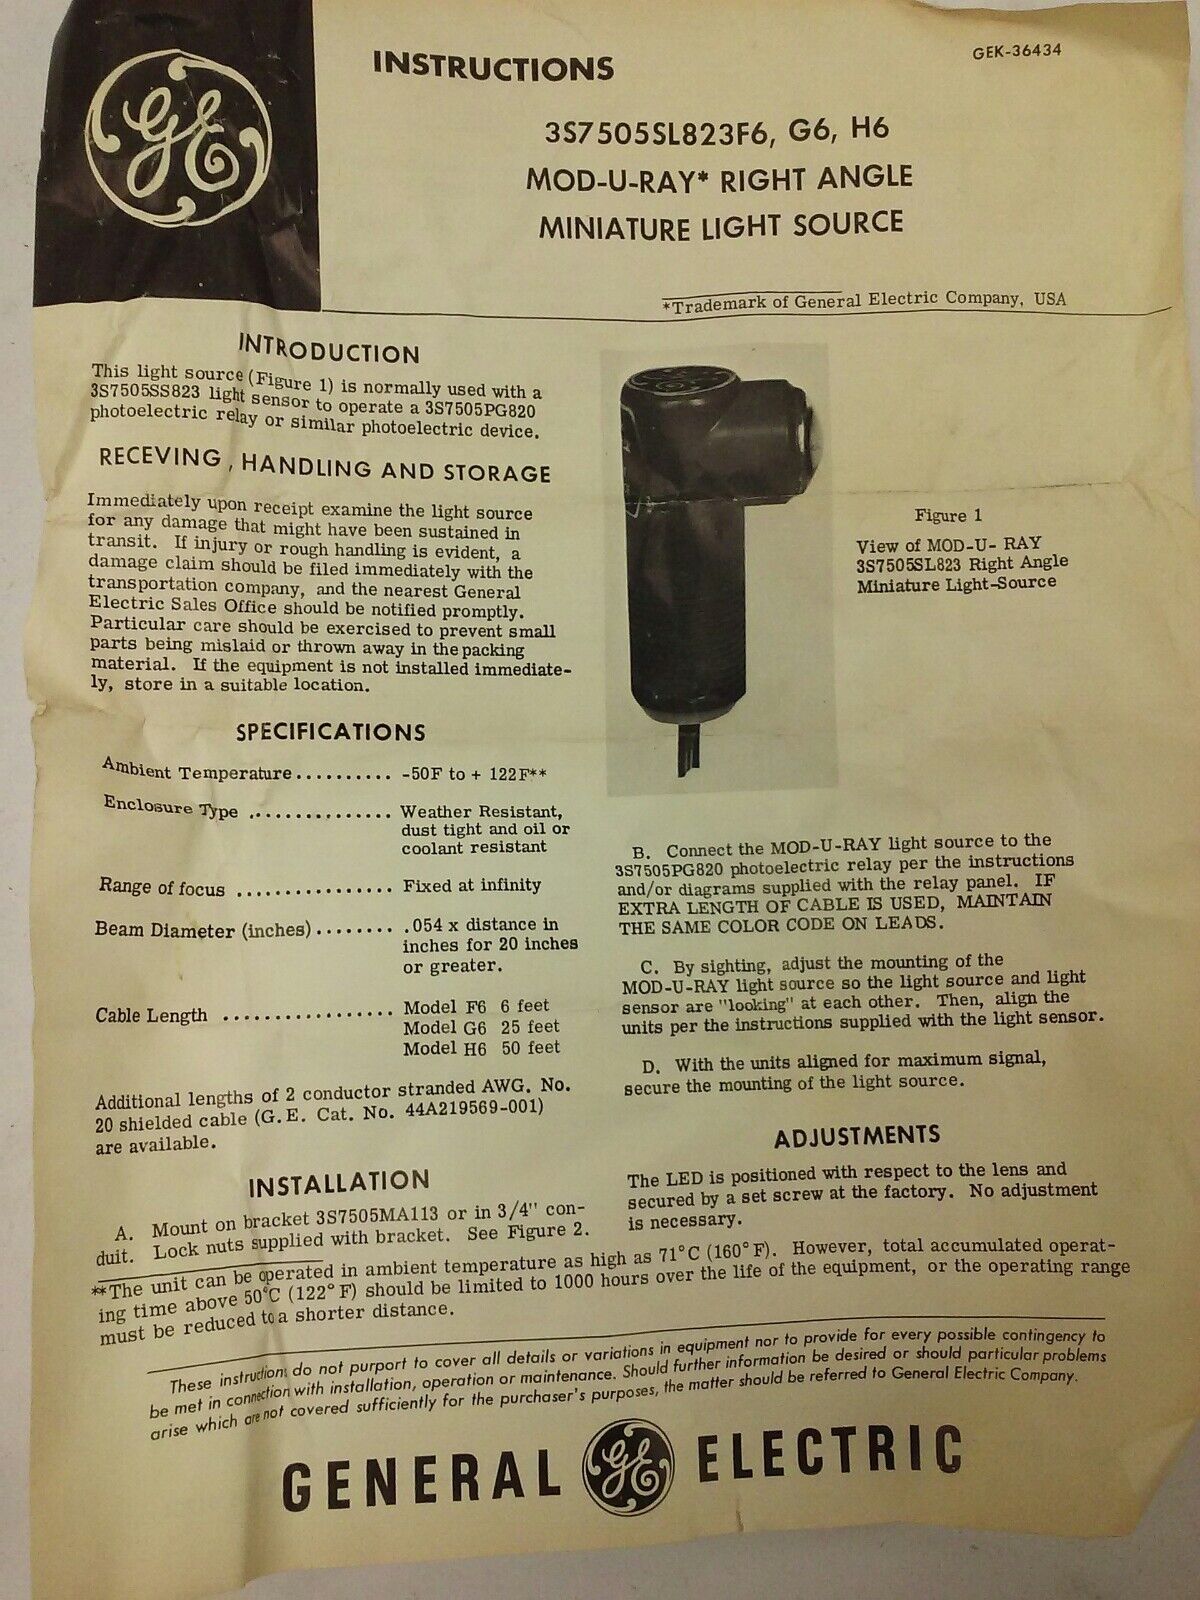 GE
INSTRUCTIONS
GEK-36434
3S7505SL823F6, G6, H6
MOD-U-RAY* RIGHT ANGLE
MINIATURE LIGHT SOURCE
*Trademark of General Electric Company, USA
INTRODUCTION
This light source (Figure 1) is normally used with a
3S7505SS823 light sensor to operate a 3S7505PG820
photoelectric relay or similar photoelectric device.
RECEVING, HANDLING AND STORAGE
Immediately upon receipt examine the light source
for any damage that might have been sustained in
transit. If injury or rough handling is evident, a
damage claim should be filed immediately with the
transportation company, and the nearest General
Electric Sales Office should be notified promptly.
Particular care should be exercised to prevent small
parts being mislaid or thrown away in the packing
material. If the equipment is not installed immediate-
ly, store in a suitable location.
SPECIFICATIONS
Ambient Temperature.......... -50F to + 122F**
Enclosure Type ............... Weather Resistant,
dust tight and oil or
coolant resistant
Range of focus ................ Fixed at infinity
Beam Diameter (inches)........ .054 x distance in
inches for 20 inches
or greater.
Cable Length ................. Model F6 6 feet
Model G6 25 feet
Model H6 50 feet
Additional lengths of 2 conductor stranded AWG. No.
20 shielded cable (G.E. Cat. No. 44A219569-001)
are available.
INSTALLATION
A. Mount on bracket 3S7505MA113 or in 3/4" con-
duit. Lock nuts supplied with bracket. See Figure 2.
Figure 1
View of MOD-U- RAY
3S7505SL823 Right Angle
Miniature Light-Source
B. Connect the MOD-U-RAY light source to the
3S7505PG820 photoelectric relay per the instructions
and/or diagrams supplied with the relay panel. IF
EXTRA LENGTH OF CABLE IS USED, MAINTAIN
THE SAME COLOR CODE ON LEADS.
C. By sighting, adjust the mounting of the
MOD-U-RAY light source so the light source and light
sensor are "looking" at each other. Then, align the
units per the instructions supplied with the light sensor.
D. With the units aligned for maximum signal,
secure the mounting of the light source.
ADJUSTMENTS
The LED is positioned with respect to the lens and
secured by a set screw at the factory. No adjustment
is necessary.
**The unit can be operated in ambient temperature as high as 71°C (160°F). However, total accumulated operat-
ing time above 50°C (122°F) should be limited to 1000 hours over the life of the equipment, or the operating range
must be reduced to a shorter distance.
These instructions do not purport to cover all details or variations in equipment nor to provide for every possible contingency to
be met in connection with installation, operation or maintenance. Should further information be desired or should particular problems
arise which are not covered sufficiently for the purchaser's purposes, the matter should be referred to General Electric Company.
GENERAL GE ELECTRIC